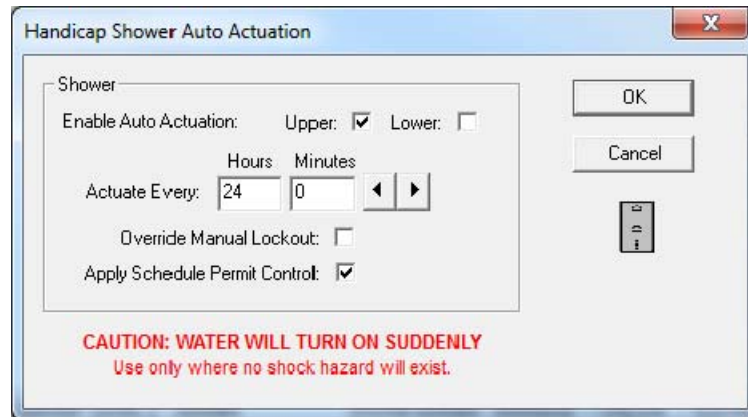 Handicap Shower Auto Actuation
X
Shower
Enable Auto Actuation: Upper: Lower:
Hours Minutes
Actuate Every: 24 0
Override Manual Lockout:
Apply Schedule Permit Control:
OK
Cancel
CAUTION: WATER WILL TURN ON SUDDENLY
Use only where no shock hazard will exist.